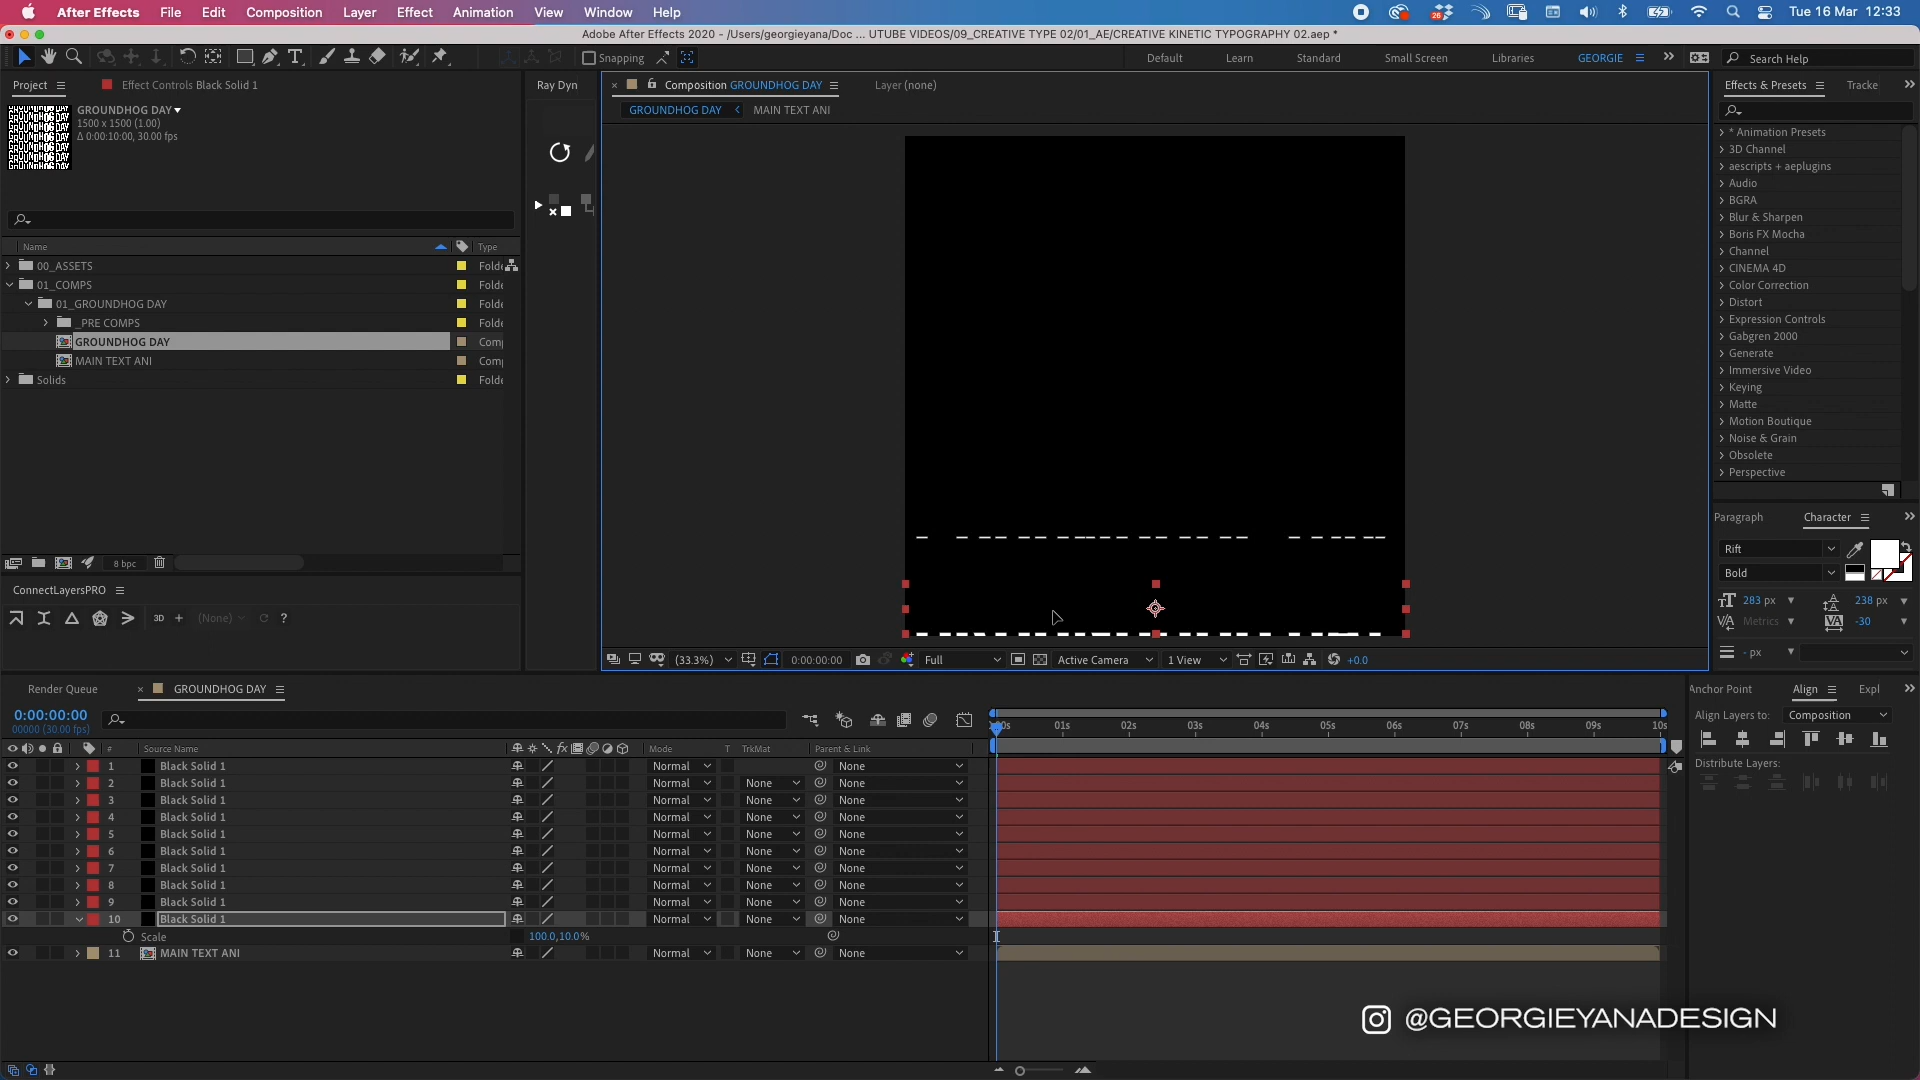 After Effects File Edit Composition Layer Effect Animation View Window Help 26 Tue 16 Mar 12:33
Adobe After Effects 2020 - /Users/georgieyana/Doc ... UTUBE VIDEOS/09_CREATIVE TYPE 02/01_AE/CREATIVE KINETIC TYPOGRAPHY 02.aep *
Snapping Default Learn Standard Small Screen Libraries GEORGIE Search Help
Project Effect Controls Black Solid 1 Ray Dyn Composition GROUNDHOG DAY Layer (none) Effects & Presets Tracke
GROUNDHOG DAY
1500 x 1500 (1.00)
Δ 0:00:10:00, 30.00 fps
GROUNDHOG DAY MAIN TEXT ANI
Name Type
00_ASSETS Folde
01_COMPS Folde
01_GROUNDHOG DAY Folde
_PRE COMPS Folde
GROUNDHOG DAY Comp
MAIN TEXT ANI Comp
Solids Folde
8 bpc
* Animation Presets
3D Channel
aescripts + aeplugins
Audio
BGRA
Blur & Sharpen
Boris FX Mocha
Channel
CINEMA 4D
Color Correction
Distort
Expression Controls
Gabgren 2000
Generate
Immersive Video
Keying
Matte
Motion Boutique
Noise & Grain
Obsolete
Perspective
ConnectLayersPRO
3D + (None) ?
Paragraph Character
Rift
Bold
283 px 238 px
Metrics -30
- px
(33.3%) 0:00:00:00 Full Active Camera 1 View +0.0
Render Queue GROUNDHOG DAY
0:00:00:00
00000 (30.00 fps)
:00s 01s 02s 03s 04s 05s 06s 07s 08s 09s 10s
# Source Name fx Mode T TrkMat Parent & Link
1 Black Solid 1 Normal None
2 Black Solid 1 Normal None None
3 Black Solid 1 Normal None None
4 Black Solid 1 Normal None None
5 Black Solid 1 Normal None None
6 Black Solid 1 Normal None None
7 Black Solid 1 Normal None None
8 Black Solid 1 Normal None None
9 Black Solid 1 Normal None None
10 Black Solid 1 Normal None None
Scale 100.0,10.0%
11 MAIN TEXT ANI Normal None None
Anchor Point Align Expl
Align Layers to: Composition
Distribute Layers:
@GEORGIEYANADESIGN